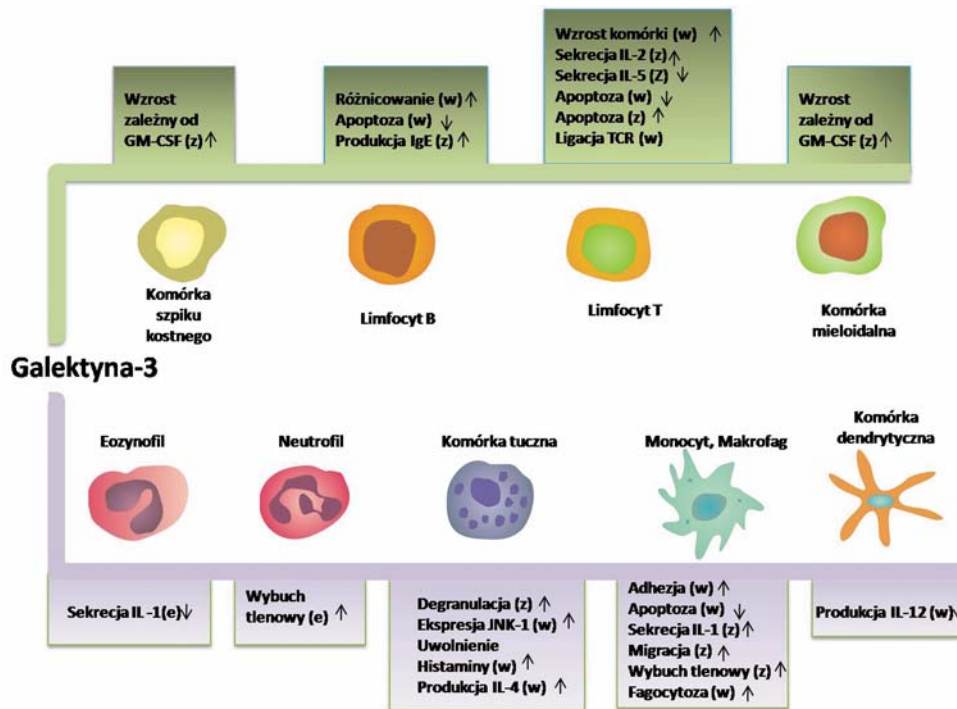 Wzrost
zależny od
GM-CSF (z) ↑
Różnicowanie (w) ↑
Apoptoza (w) ↓
Produkcja IgE (z) ↑
Wzrost komórki (w) ↑
Sekrecja IL-2 (z) ↑
Sekrecja IL-5 (Z) ↓
Apoptoza (w) ↓
Apoptoza (z) ↑
Ligacja TCR (w)
Wzrost
zależny od
GM-CSF (z) ↑
Komórka
szpiku
kostnego
Limfocyt B
Limfocyt T
Komórka
mieloidalna
Galektyna-3
Eozynofil
Neutrofil
Komórka tuczna
Monocyt, Makrofag
Komórka
dendrytyczna
Sekrecja IL -1(e) ↓
Wybuch
tlenowy (e) ↑
Degranulacja (z) ↑
Ekspresja JNK-1 (w) ↑
Uwolnienie
Histaminy (w) ↑
Produkcja IL-4 (w) ↑
Adhezja (w) ↑
Apoptoza (w) ↓
Sekrecja IL-1 (z) ↑
Migracja (z) ↑
Wybuch tlenowy (z) ↑
Fagocytoza (w) ↑
Produkcja IL-12 (w) ↓